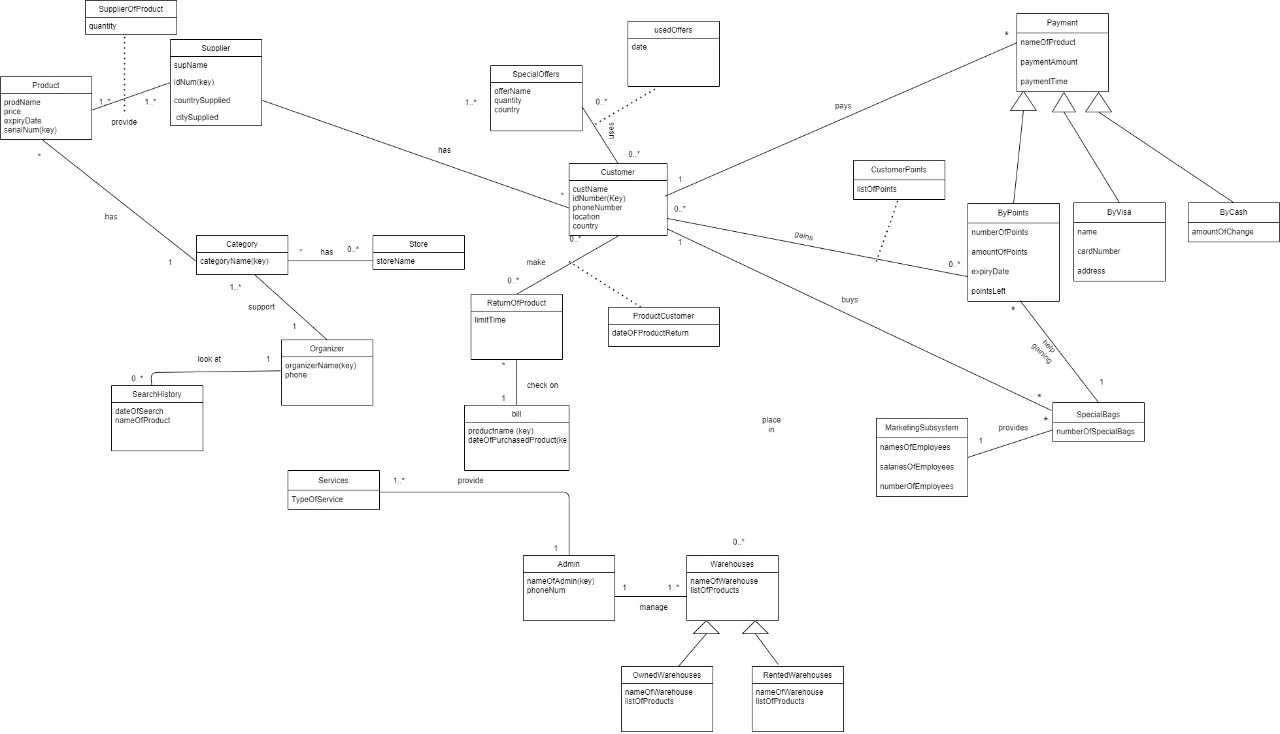 SupplierOfProduct
quantity
Supplier
supName
idNum(key)
countrySupplied
citySupplied
Product
prodName
price
expiryDate
serialNum(key)
1..*
1..*
provide
*
has
1
has
*
usedOffers
date
SpecialOffers
offerName
quantity
country
1..*
0..*
uses
0..*
Customer
custName
idNumber(Key)
phoneNumber
location
country
Payment
nameOfProduct
paymentAmount
paymentTime
*
pays
1
CustomerPoints
listOfPoints
0..*
gains
0..*
ByPoints
numberOfPoints
amountOfPoints
expiryDate
pointsLeft
ByVisa
name
cardNumber
address
ByCash
amountOfChange
Category
categoryName(key)
*
has
0..*
Store
storeName
1..*
support
1
0..*
make
0..*
ReturnOfProduct
limitTime
ProductCustomer
dateOFProductReturn
1
buys
*
*
help
gaining
1
Organizer
organizerName(key)
phone
look at
1
0..*
SearchHistory
dateOfSearch
nameOfProduct
*
check on
1
bill
productname (key)
dateOfPurchasedProduct(ke
place
in
SpecialBags
numberOfSpecialBags
MarketingSubsystem
namesOfEmployees
salariesOfEmployees
numberOfEmployees
1
provides
*
Services
TypeOfService
1..*
provide
1
Admin
nameOfAdmin(key)
phoneNum
1
manage
1..*
0..*
Warehouses
nameOfWarehouse
listOfProducts
OwnedWarehouses
nameOfWarehouse
listOfProducts
RentedWarehouses
nameOfWarehouse
listOfProducts